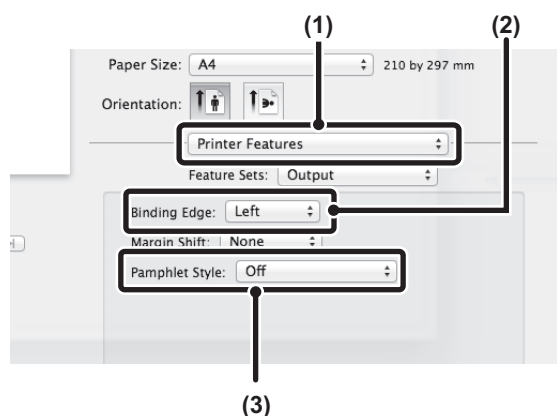 (1) (2)
Paper Size: A4 210 by 297 mm
Orientation:
Printer Features
Feature Sets: Output
Binding Edge: Left
Margin Shift: None
Pamphlet Style: Off
(3)